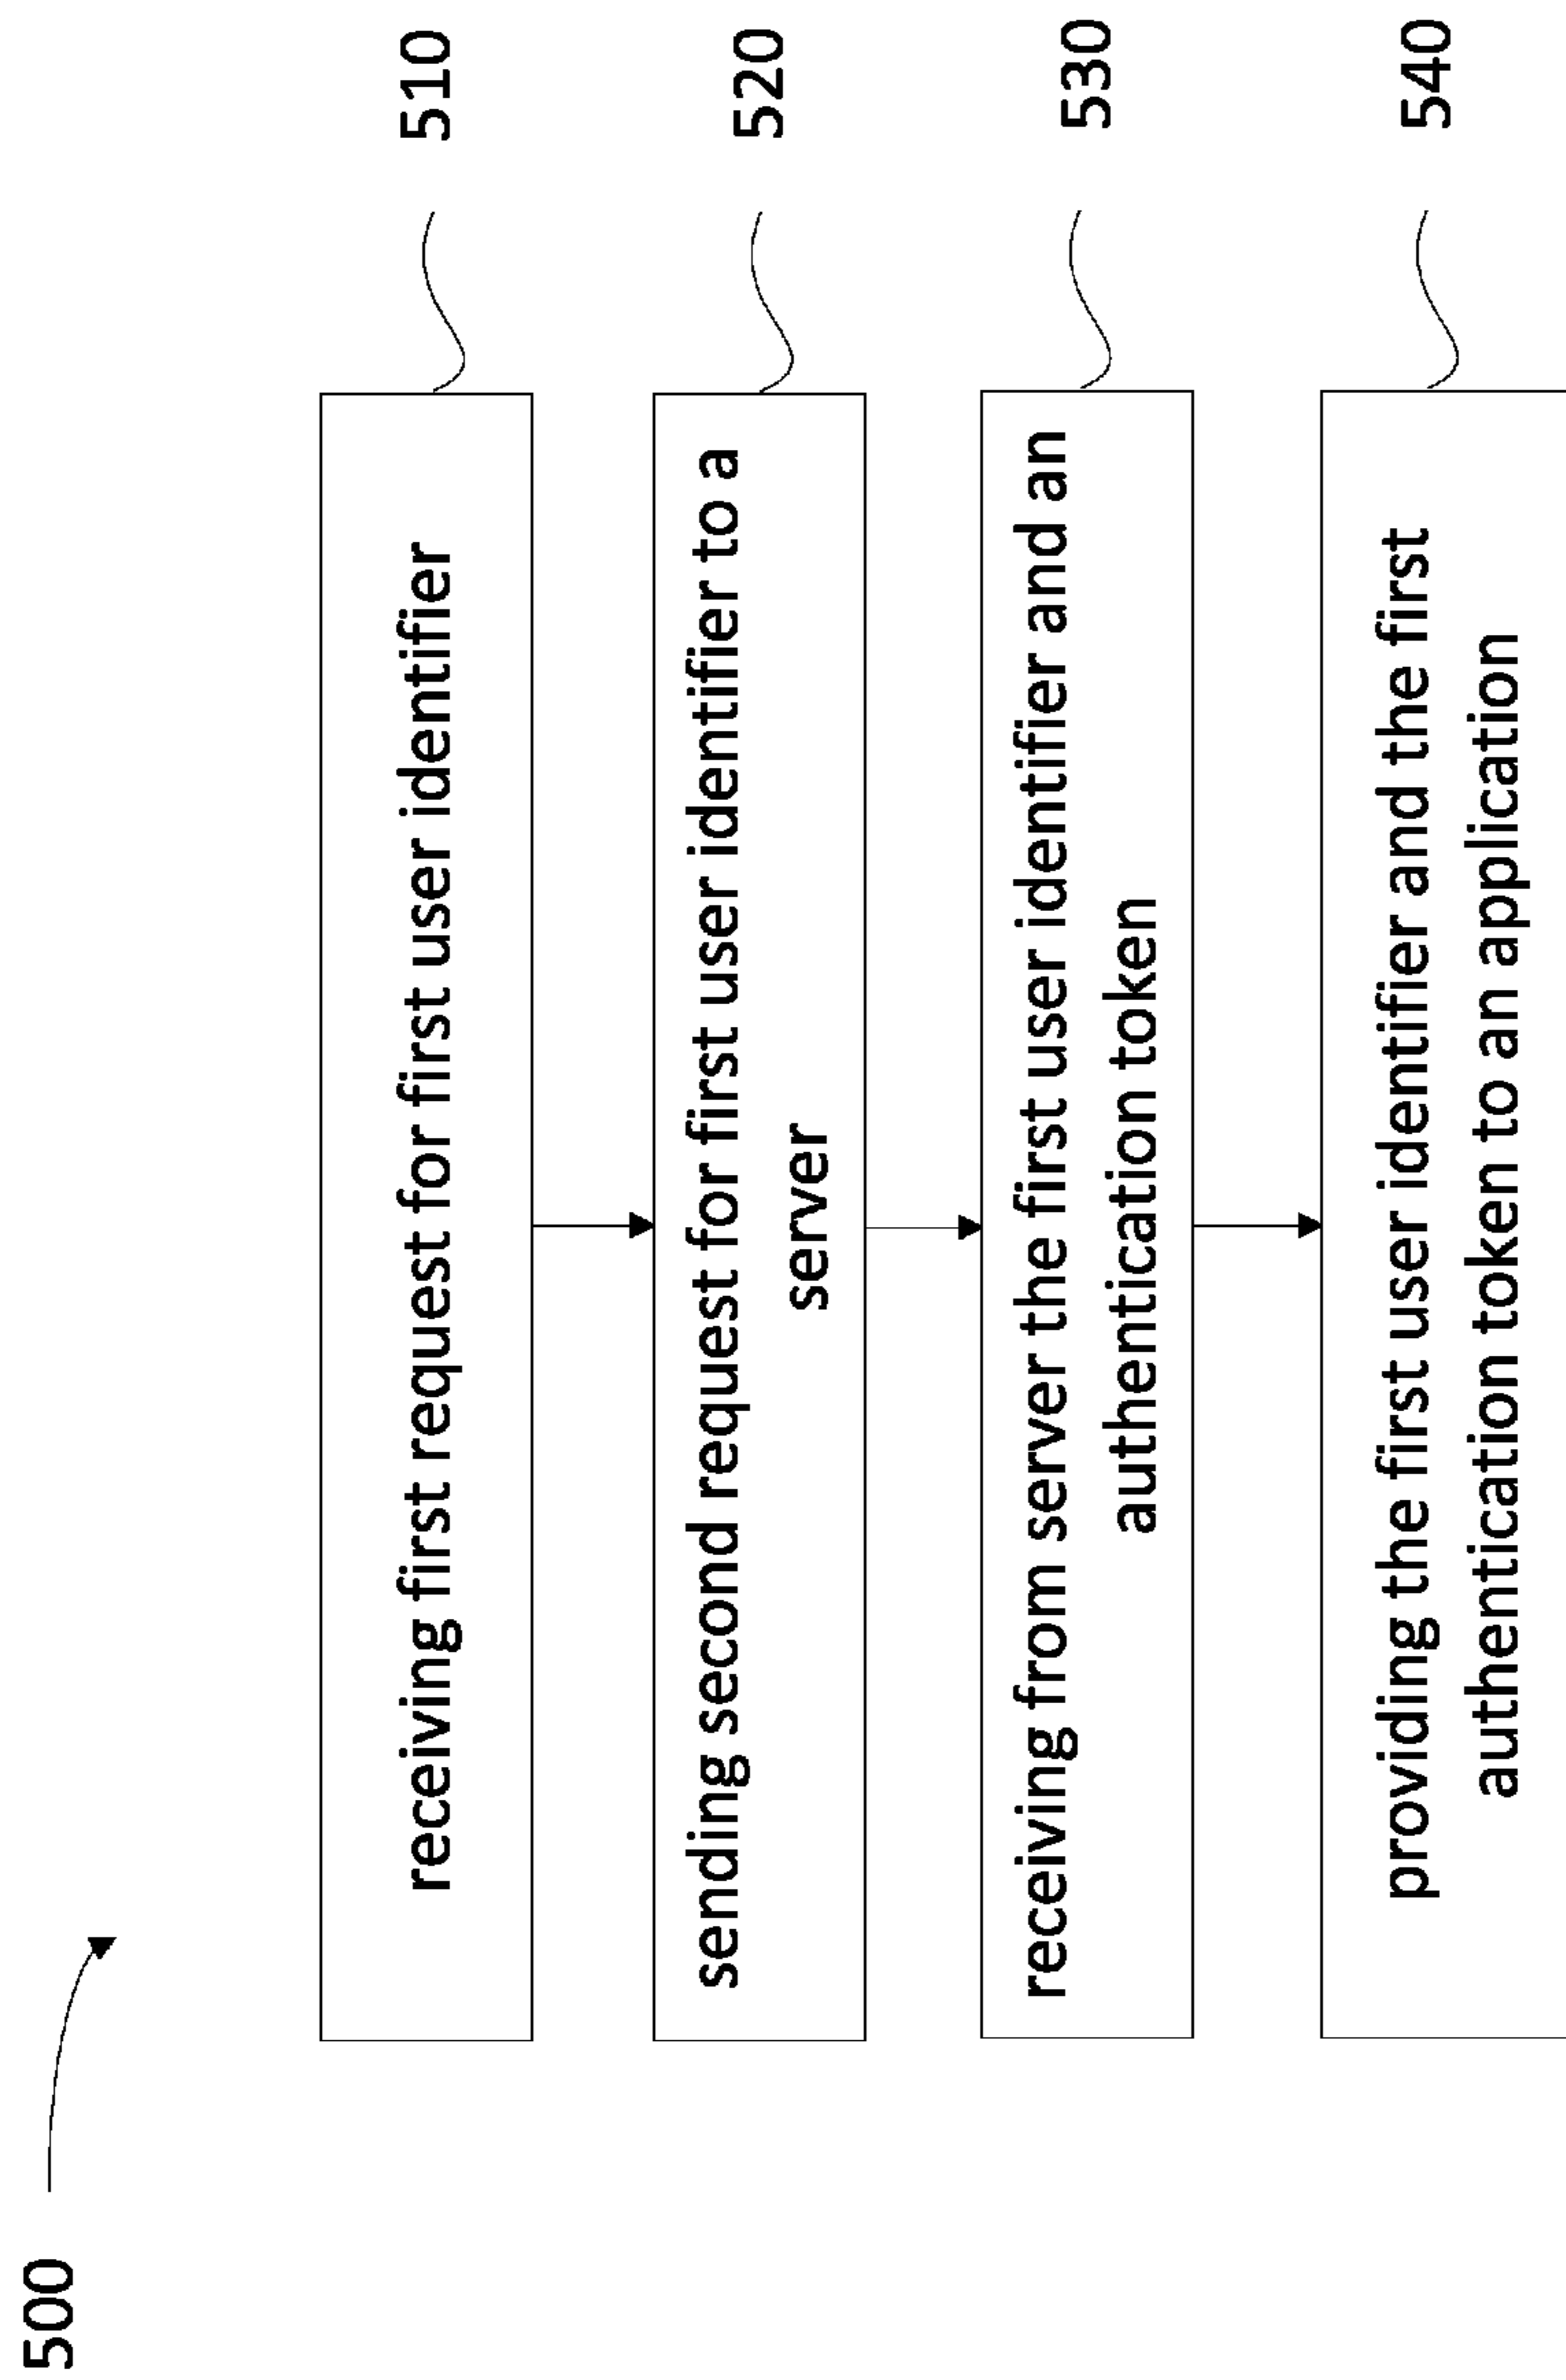 500
receiving first request for first user identifier
510
sending second request for first user identifier to a
server
520
receiving from server the first user identifier and an
authentication token
530
providing the first user identifier and the first
authentication token to an application
540